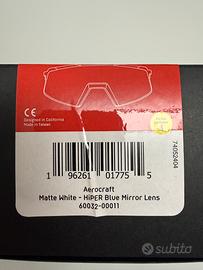 CE
Designed in California
Made in Taiwan
74052404
1 96261 01775 5
Aerocraft
Matte White - HiPER Blue Mirror Lens
60032-00011
subito